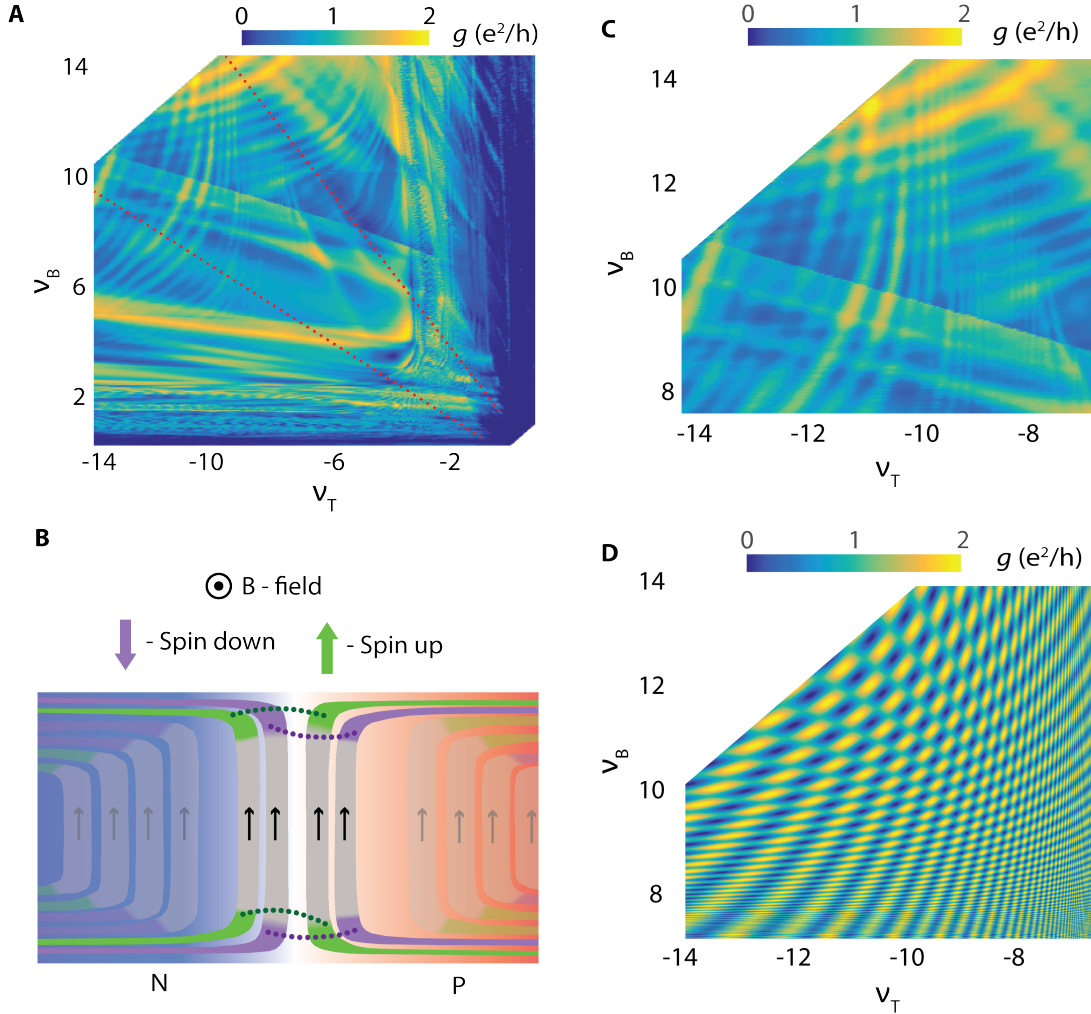 A
0 1 2
g (e²/h)
14
10
6
2
ν_B
-14 -10 -6 -2
ν_T
B
B - field
- Spin down
- Spin up
N P
C
0 1 2
g (e²/h)
14
12
10
8
ν_B
-14 -12 -10 -8
ν_T
D
0 1 2
g (e²/h)
14
12
10
8
ν_B
-14 -12 -10 -8
ν_T